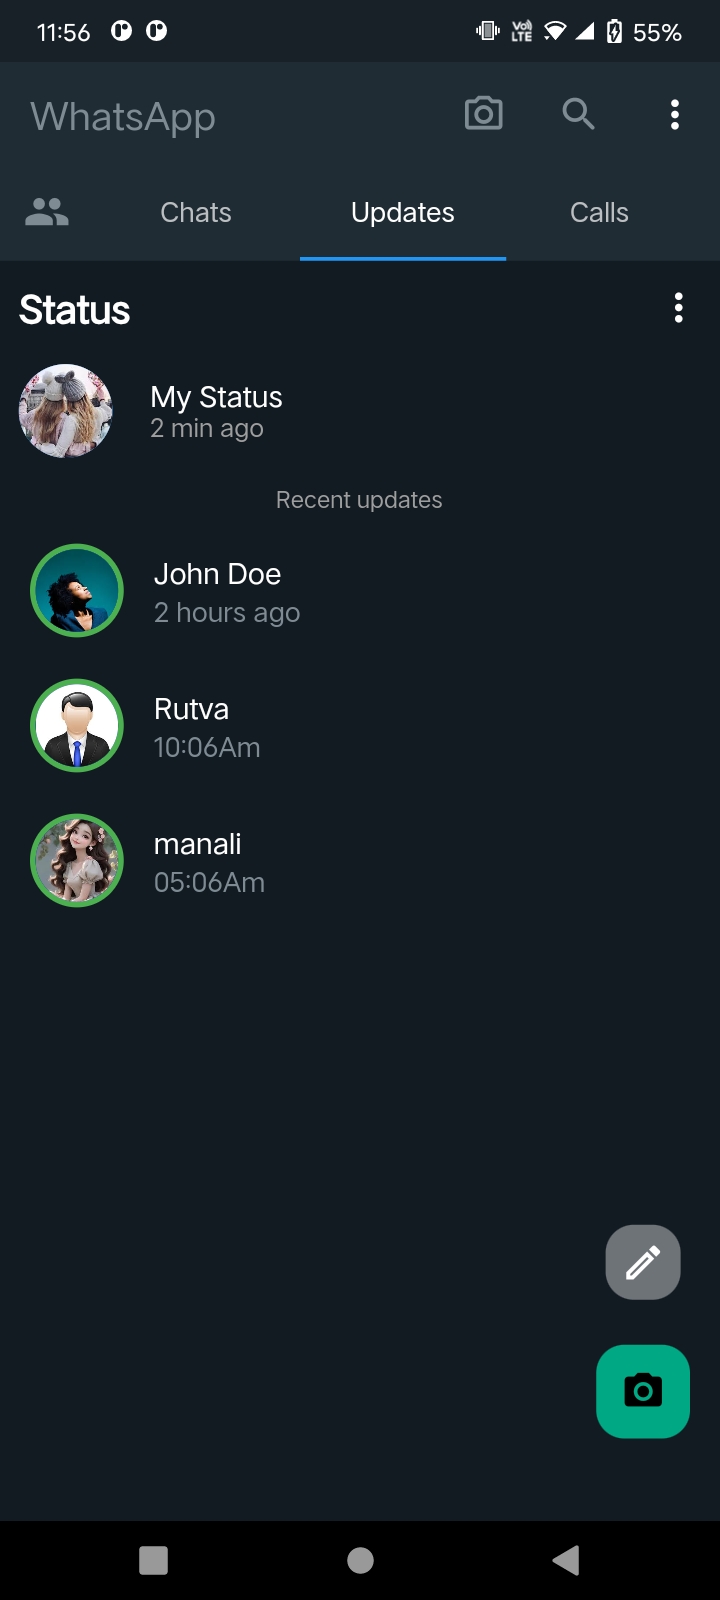 11:56 Vo) LTE 55%
WhatsApp
Chats Updates Calls
Status
My Status
2 min ago
Recent updates
John Doe
2 hours ago
Rutva
10:06Am
manali
05:06Am